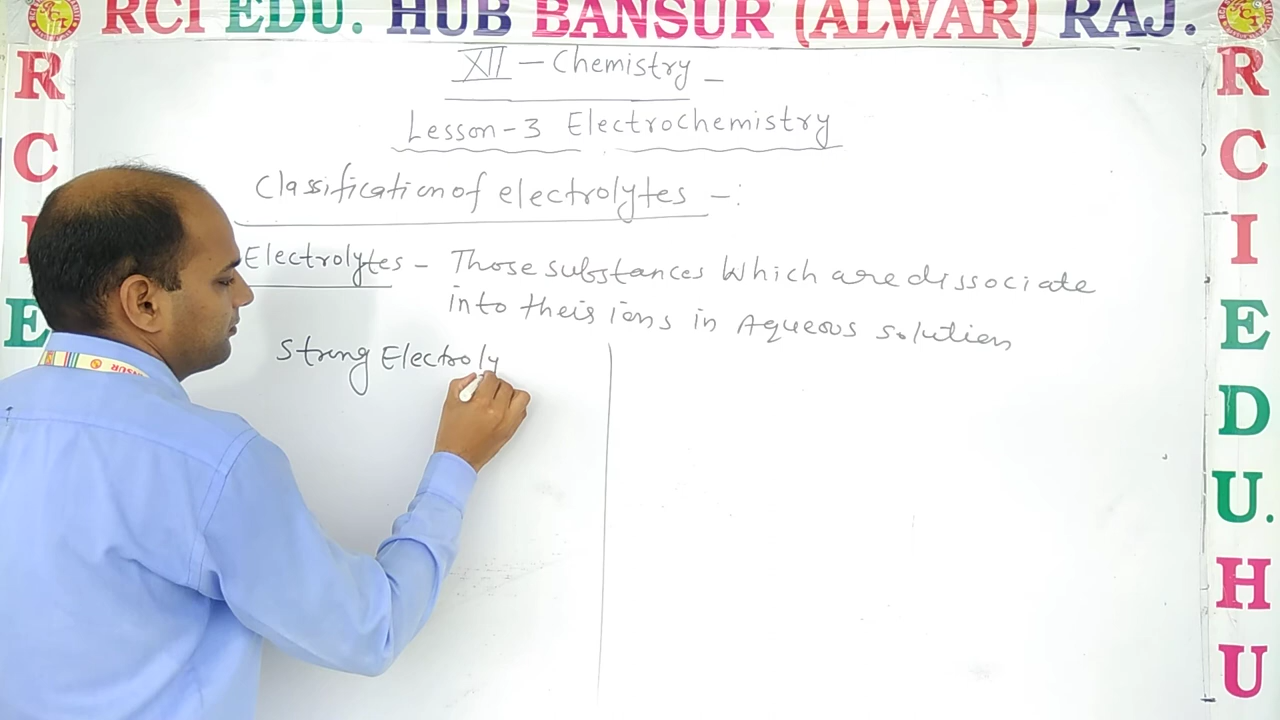 RCI EDU. HUB BANSUR (ALWAR) RAJ.
XII - Chemistry -
Lesson-3 Electrochemistry
Classification of electrolytes -:
Electrolytes - Those substances Which are dissociate
into their ions in Aqueous solution
Strong Electroly
R
C
I
E
R
C
I
E
D
U.
H
U